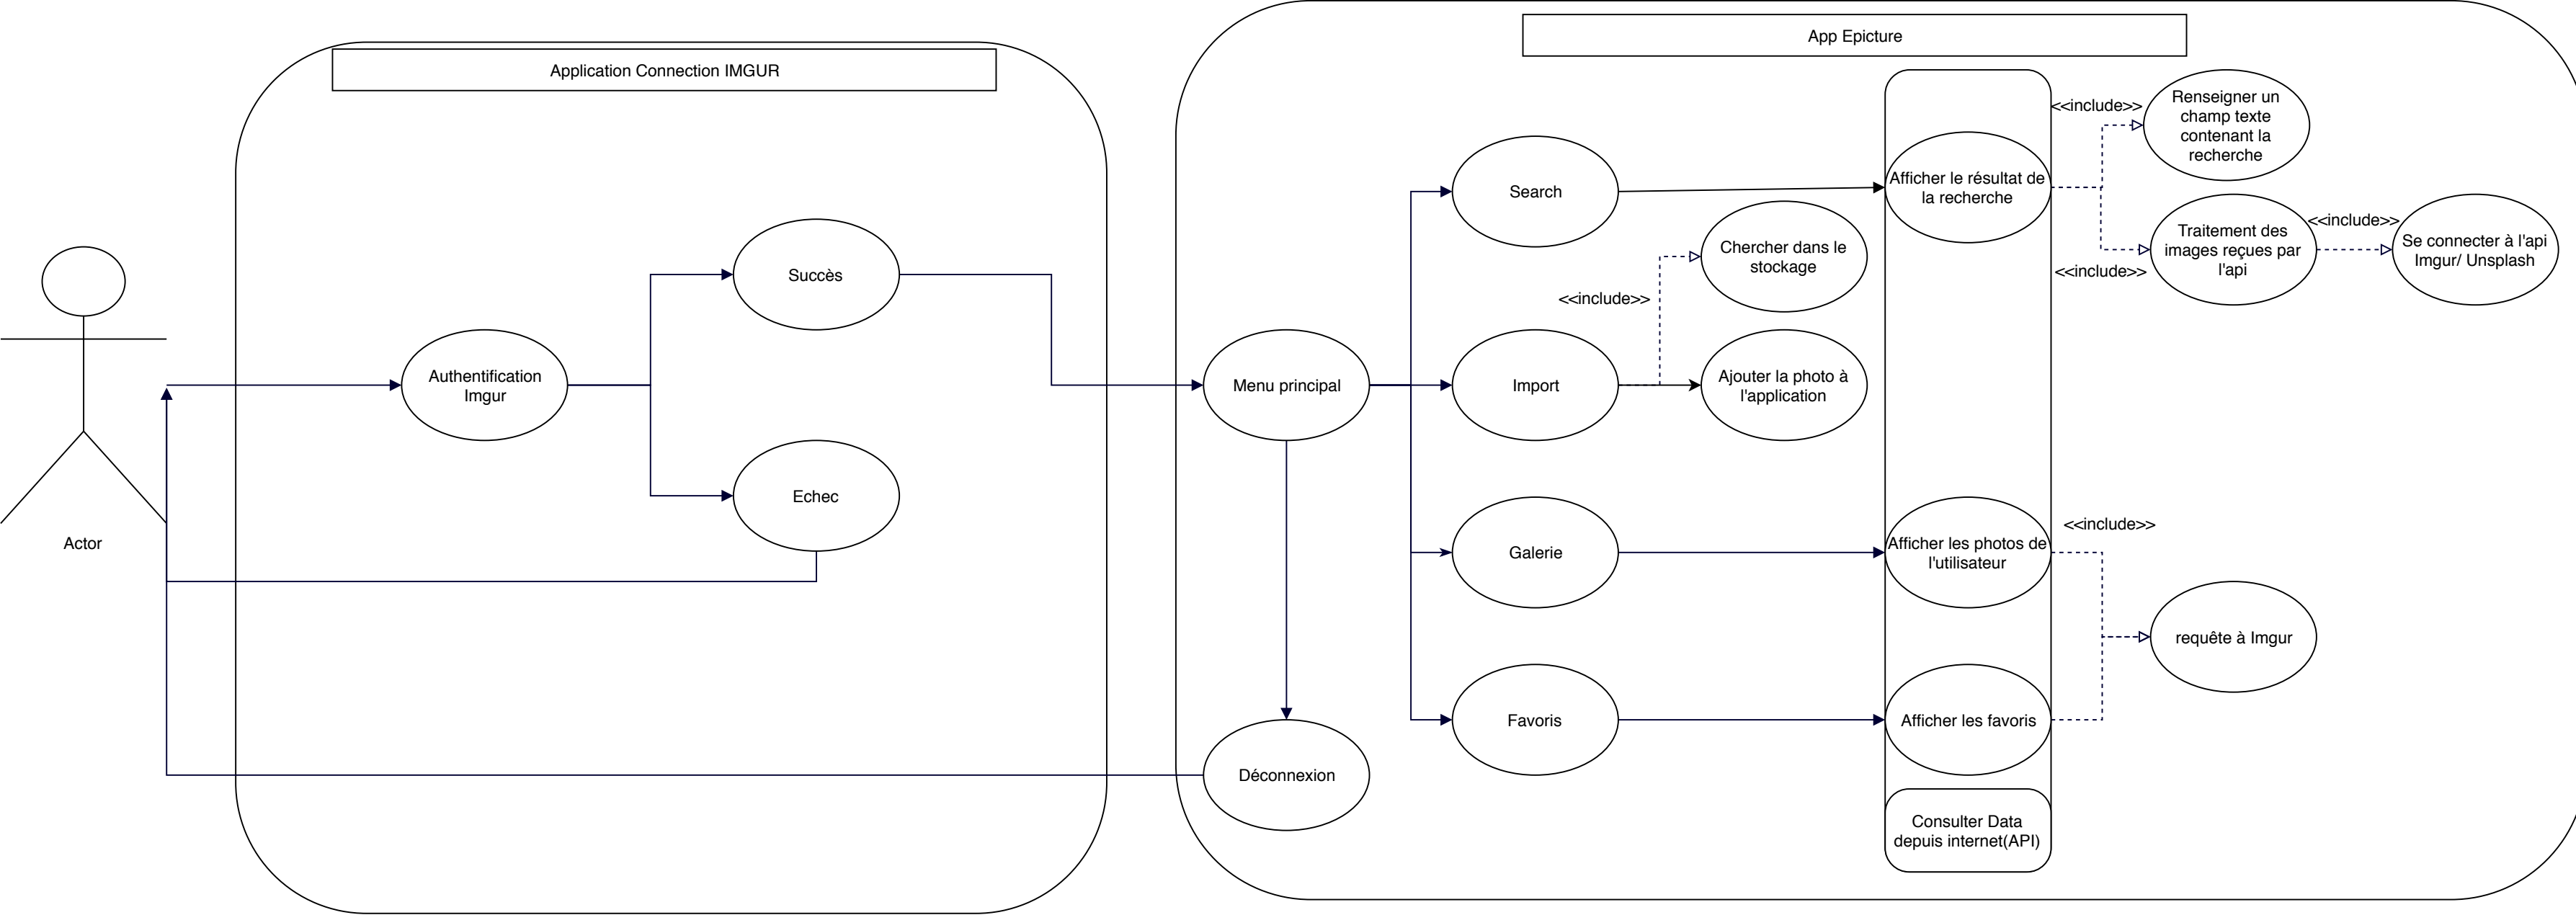 App Epicture
Application Connection IMGUR
Actor
Authentification
Imgur
Succès
Echec
Menu principal
Déconnexion
Search
Import
Galerie
Favoris
<<include>>
Chercher dans le
stockage
Ajouter la photo à
l'application
Afficher le résultat de
la recherche
Afficher les photos de
l'utilisateur
Afficher les favoris
Consulter Data
depuis internet(API)
<<include>>
Renseigner un
champ texte
contenant la
recherche
<<include>>
Traitement des
images reçues par
l'api
<<include>>
Se connecter à l'api
Imgur/ Unsplash
<<include>>
requête à Imgur